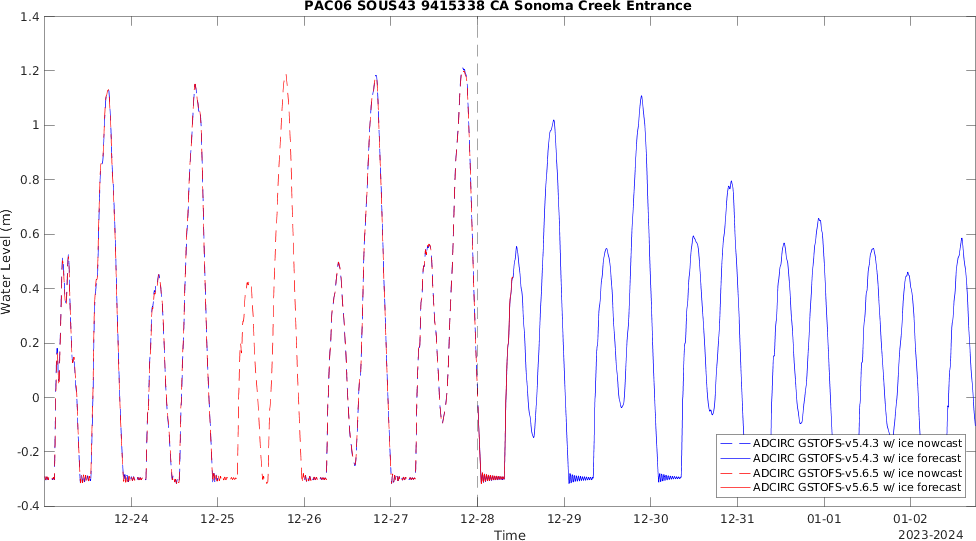 PAC06 SOUS43 9415338 CA Sonoma Creek Entrance
1.4
1.2
1
0.8
0.6
0.4
0.2
0
-0.2
-0.4
Water Level (m)
12-24 12-25 12-26 12-27 12-28 12-29 12-30 12-31 01-01 01-02
Time
2023-2024
ADCIRC GSTOFS-v5.4.3 w/ ice nowcast
ADCIRC GSTOFS-v5.4.3 w/ ice forecast
ADCIRC GSTOFS-v5.6.5 w/ ice nowcast
ADCIRC GSTOFS-v5.6.5 w/ ice forecast